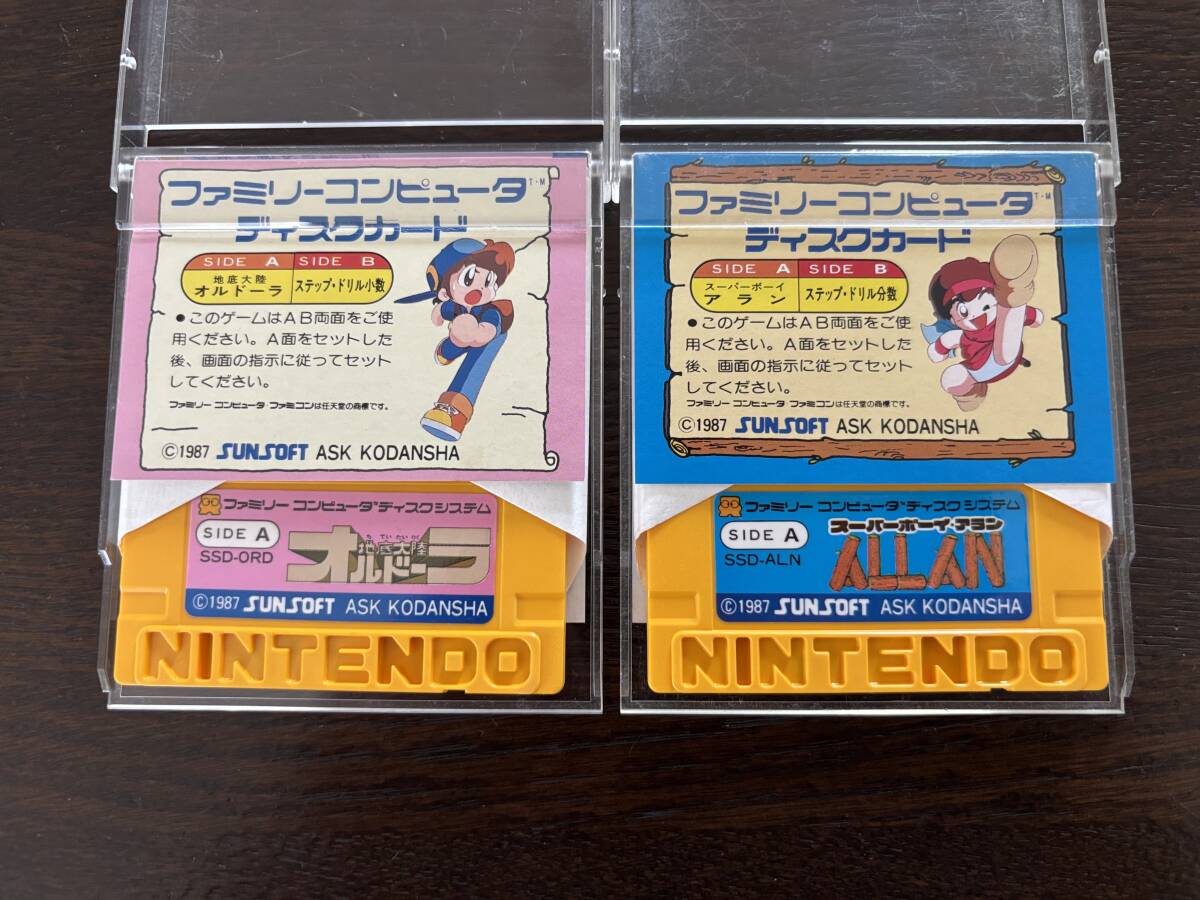 ファミリーコンピュータ T・M
ディスクカード
SIDE A SIDE B
地底大陸
オルドーラ ステップ・ドリル小数
●このゲームはAB両面をご使
用ください。A面をセットした
後、画面の指示に従ってセット
してください。
ファミリー コンピュータ・ファミコンは任天堂の商標です。
©1987 SUNSOFT ASK KODANSHA
ファミリー コンピュータ ディスクシステム
SIDE A
SSD-ORD
ちていたいりく
地底大陸
オルドーラ
©1987 SUNSOFT ASK KODANSHA
NINTENDO
ファミリーコンピュータ T・M
ディスクカード
SIDE A SIDE B
スーパーボーイ
アラン ステップ・ドリル分数
●このゲームはAB両面をご使
用ください。A面をセットした
後、画面の指示に従ってセット
してください。
ファミリー コンピュータ・ファミコンは任天堂の商標です。
©1987 SUNSOFT ASK KODANSHA
ファミリー コンピュータ ディスクシステム
SIDE A
SSD-ALN
スーパーボーイ・アラン
ALLAN
©1987 SUNSOFT ASK KODANSHA
NINTENDO